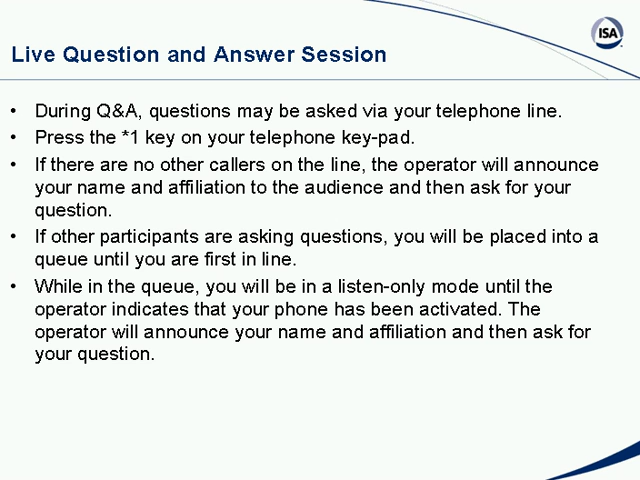 ISA
Live Question and Answer Session
• During Q&A, questions may be asked via your telephone line.
• Press the *1 key on your telephone key-pad.
• If there are no other callers on the line, the operator will announce
your name and affiliation to the audience and then ask for your
question.
• If other participants are asking questions, you will be placed into a
queue until you are first in line.
• While in the queue, you will be in a listen-only mode until the
operator indicates that your phone has been activated. The
operator will announce your name and affiliation and then ask for
your question.